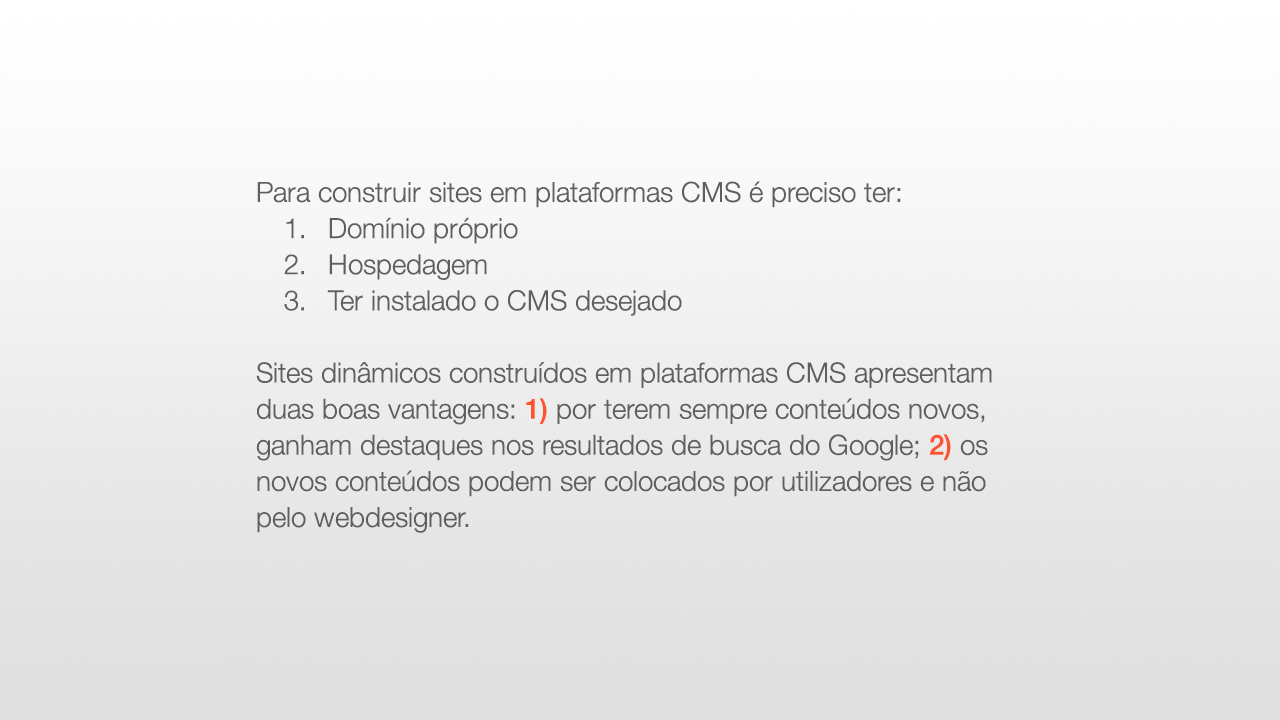 Para construir sites em plataformas CMS é preciso ter:
1. Domínio próprio
2. Hospedagem
3. Ter instalado o CMS desejado
Sites dinâmicos construídos em plataformas CMS apresentam
duas boas vantagens: 1) por terem sempre conteúdos novos,
ganham destaques nos resultados de busca do Google; 2) os
novos conteúdos podem ser colocados por utilizadores e não
pelo webdesigner.